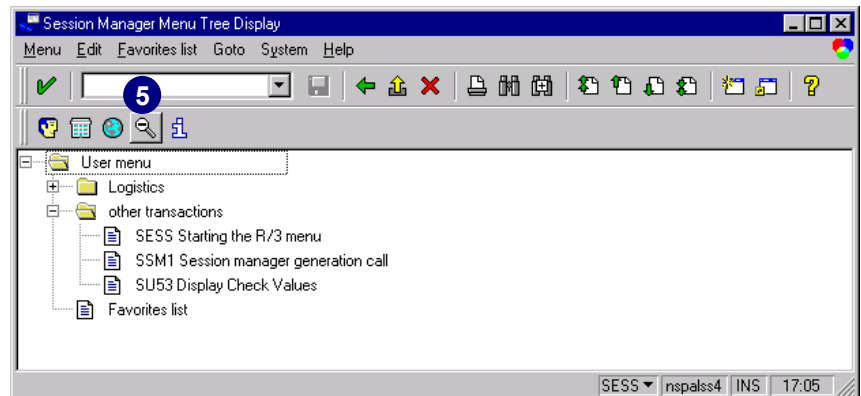 Session Manager Menu Tree Display
Menu Edit Favorites list Goto System Help
5
User menu
Logistics
other transactions
SESS Starting the R/3 menu
SSM1 Session manager generation call
SU53 Display Check Values
Favorites list
SESS nspalss4 INS 17:05